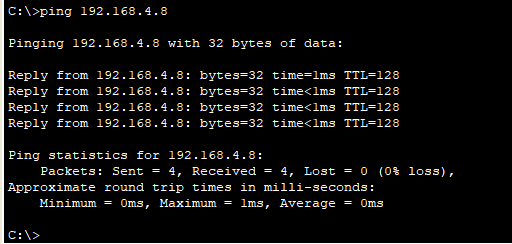 C:\>ping 192.168.4.8
Pinging 192.168.4.8 with 32 bytes of data:
Reply from 192.168.4.8: bytes=32 time=1ms TTL=128
Reply from 192.168.4.8: bytes=32 time<1ms TTL=128
Reply from 192.168.4.8: bytes=32 time<1ms TTL=128
Reply from 192.168.4.8: bytes=32 time<1ms TTL=128
Ping statistics for 192.168.4.8:
    Packets: Sent = 4, Received = 4, Lost = 0 (0% loss),
Approximate round trip times in milli-seconds:
    Minimum = 0ms, Maximum = 1ms, Average = 0ms
C:\>